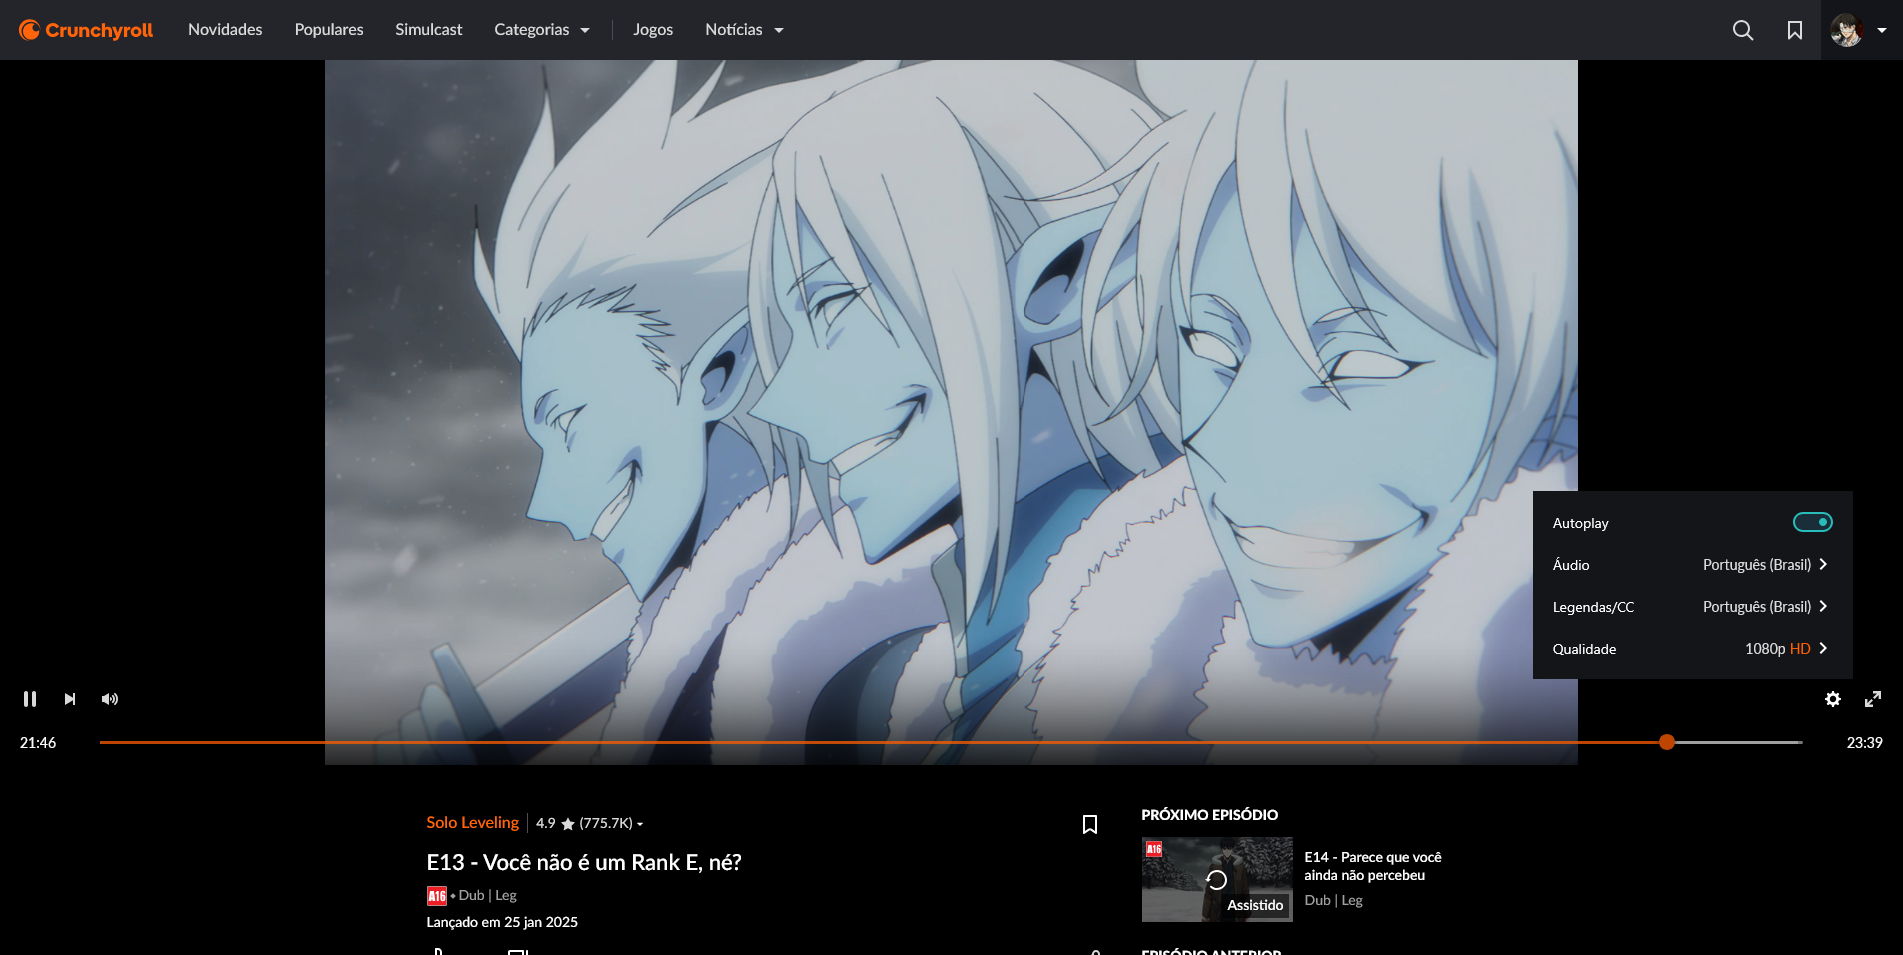 Crunchyroll Novidades Populares Simulcast Categorias Jogos Notícias
Autoplay
Áudio Português (Brasil)
Legendas/CC Português (Brasil)
Qualidade 1080p HD
21:46 23:39
Solo Leveling 4.9 (775.7K)
E13 - Você não é um Rank E, né?
A16 Dub | Leg
Lançado em 25 jan 2025
PRÓXIMO EPISÓDIO
A16
Assistido
E14 - Parece que você
ainda não percebeu
Dub | Leg
EPISÓDIO ANTERIOR